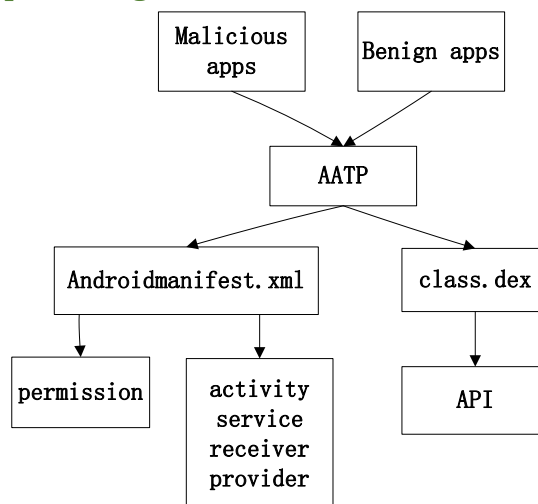 Malicious
apps
Benign apps
AATP
Androidmanifest.xml
class.dex
permission
activity
service
receiver
provider
API